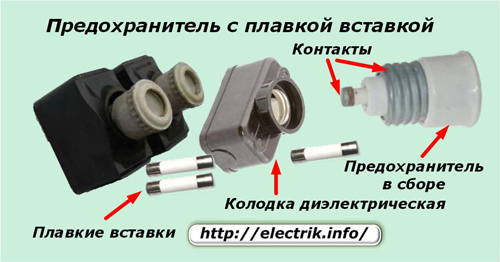 Предохранитель с плавкой вставкой
Контакты
Предохранитель
в сборе
Колодка диэлектрическая
Плавкие вставки
http://electrik.info/